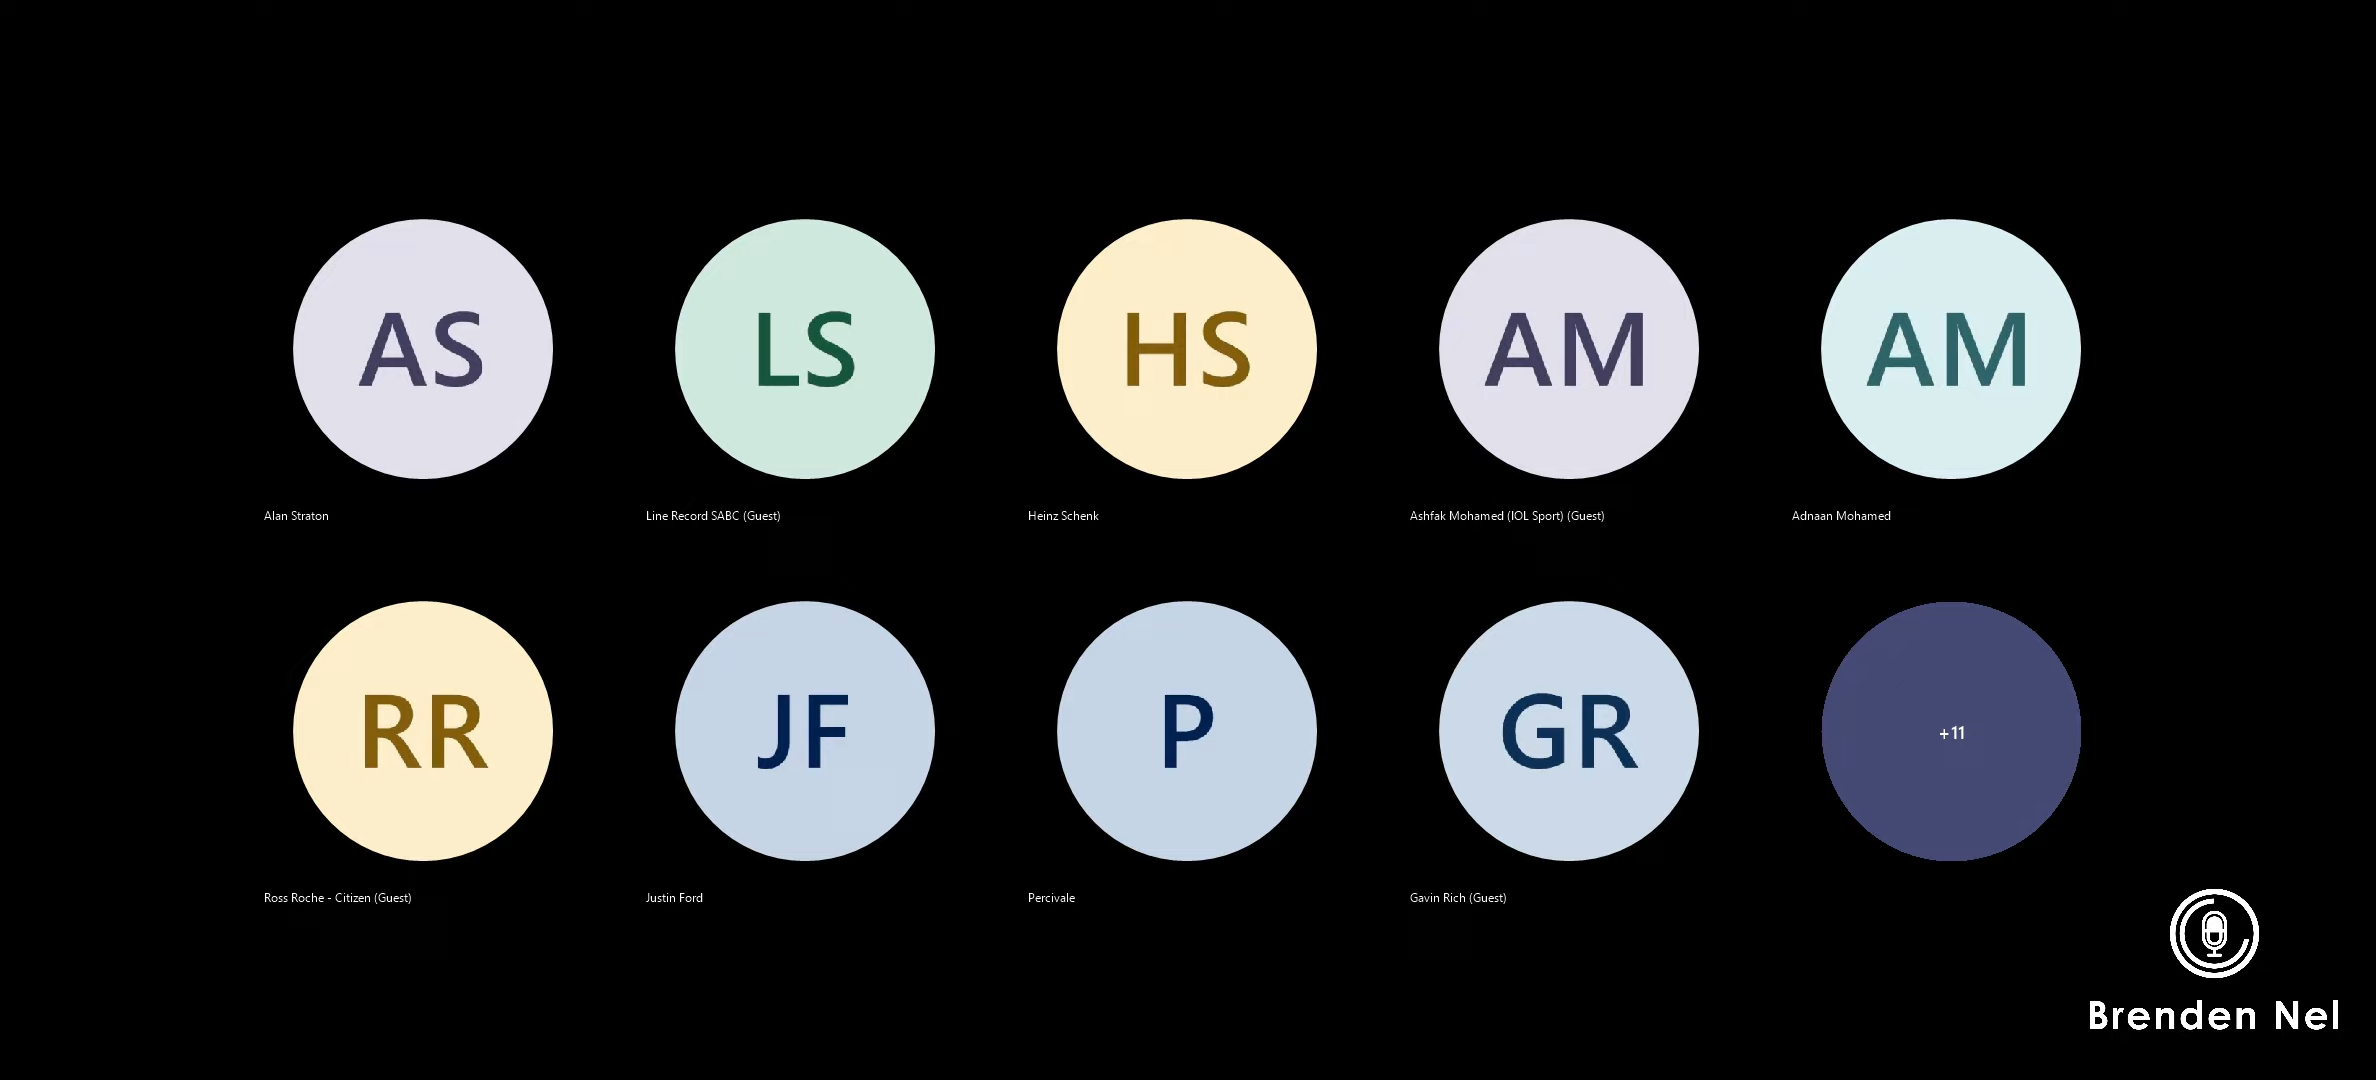 AS
LS
HS
AM
AM
Alan Straton
Line Record SABC (Guest)
Heinz Schenk
Ashfak Mohamed (IOL Sport) (Guest)
Adnaan Mohamed
RR
JF
P
GR
+11
Ross Roche - Citizen (Guest)
Justin Ford
Percivale
Gavin Rich (Guest)
Brenden Nel